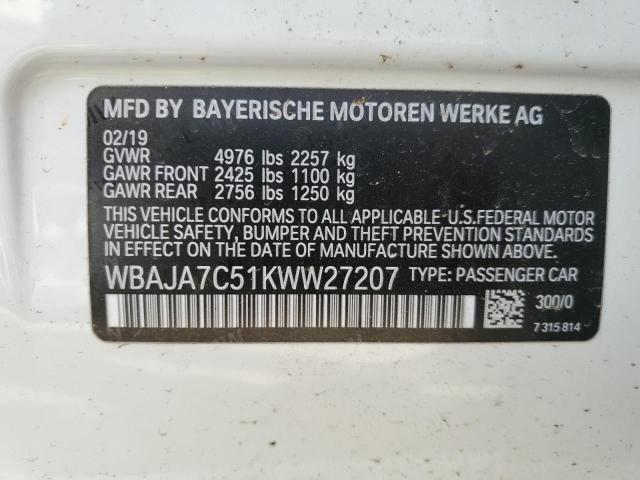 MFD BY BAYERISCHE MOTOREN WERKE AG
02/19
GVWR 4976 lbs 2257 kg
GAWR FRONT 2425 lbs 1100 kg
GAWR REAR 2756 lbs 1250 kg
THIS VEHICLE CONFORMS TO ALL APPLICABLE U.S.FEDERAL MOTOR
VEHICLE SAFETY, BUMPER AND THEFT PREVENTION STANDARDS
IN EFFECT ON THE DATE OF MANUFACTURE SHOWN ABOVE.
WBAJA7C51KWW27207 TYPE: PASSENGER CAR
300/0
7 315 814